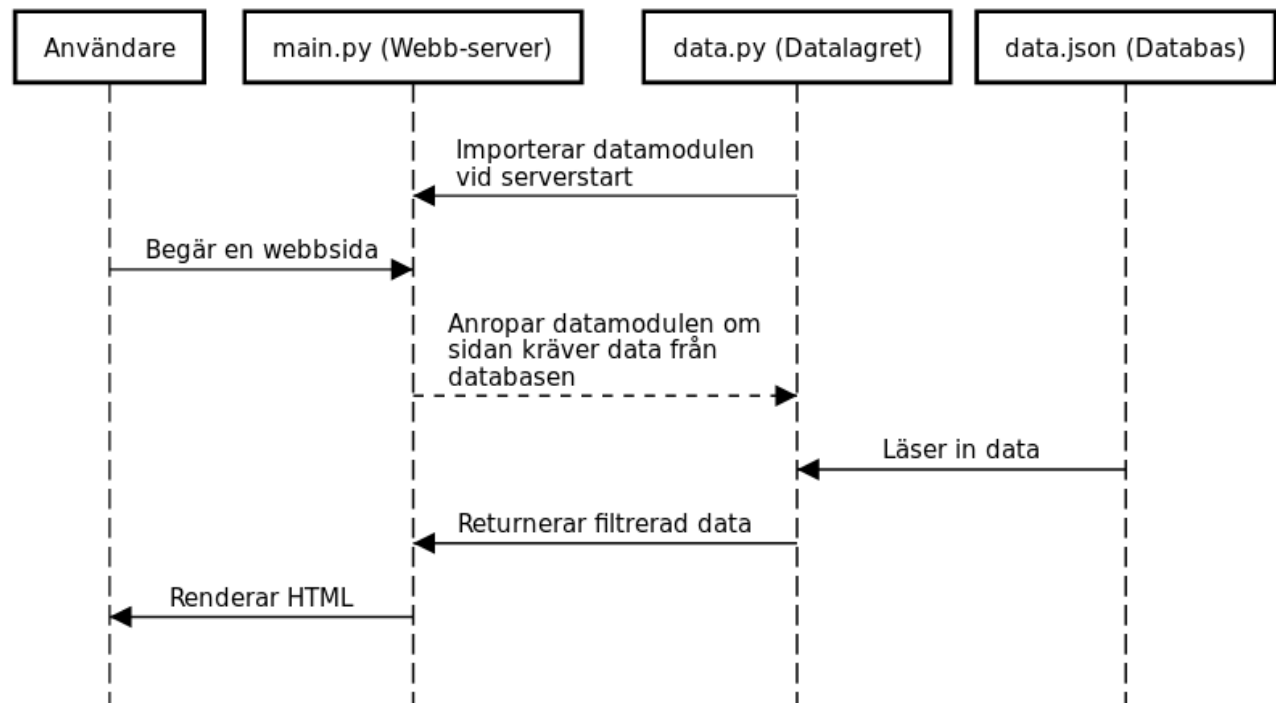 Användare
main.py (Webb-server)
data.py (Datalagret)
data.json (Databas)
Importerar datamodulen
vid serverstart
Begär en webbsida
Anropar datamodulen om
sidan kräver data från
databasen
Läser in data
Returnerar filtrerad data
Renderar HTML